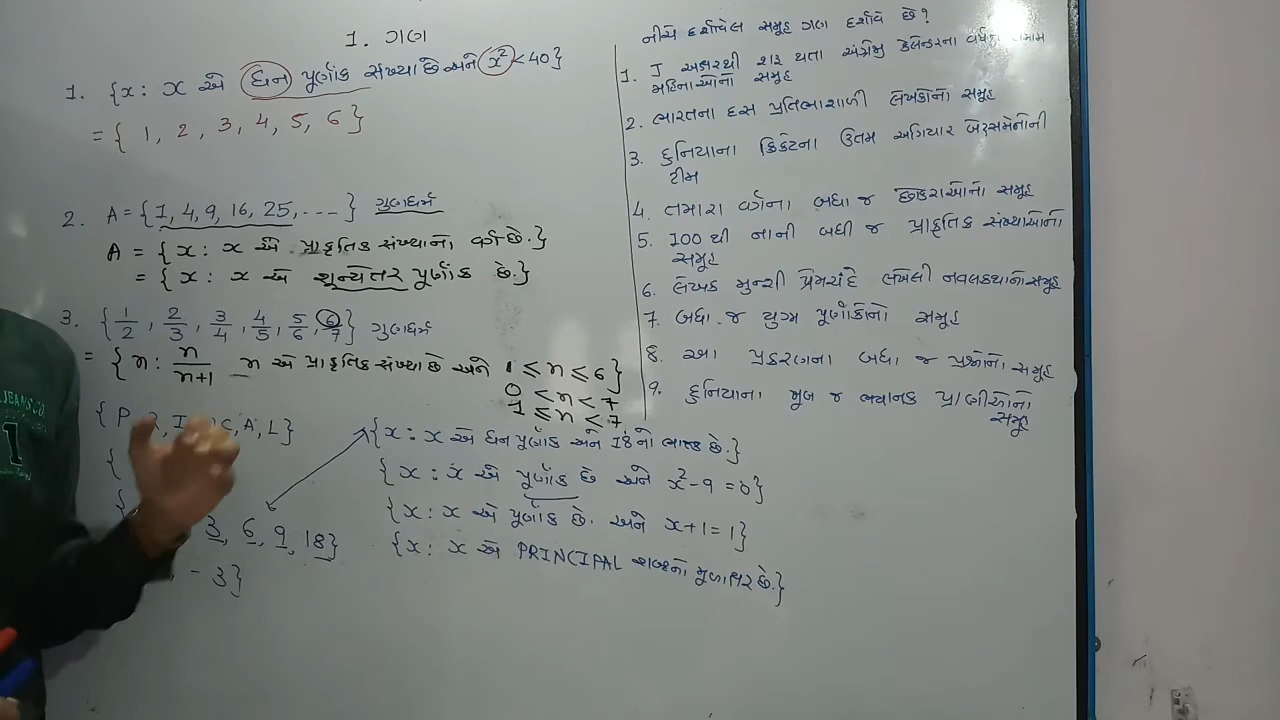 1. ગણ
1. {x : x એ ધન પૂર્ણાંક સંખ્યા છે અને x² < 40}
= { 1, 2, 3, 4, 5, 6 }
2. A = {1, 4, 9, 16, 25, ---} ગુણધર્મ
A = {x : x એ પ્રાકૃતિક સંખ્યાનો વર્ગ છે.}
= {x : x એ શૂન્યેતર પૂર્ણાંક છે.}
3. {1/2, 2/3, 3/4, 4/5, 5/6, 6/7} ગુણધર્મ
= {n : n/n+1 n એ પ્રાકૃતિક સંખ્યા છે અને 1 ≤ n ≤ 6}
0 < n < 7
1 ≤ n < 7
{P, I, C, A, L}
{x : x એ ધન પૂર્ણાંક અને 18નો ભાજક છે.}
{
{x : x એ પૂર્ણાંક છે અને x²-9 = 0}
{ 3, 6, 9, 18}
{x : x એ પૂર્ણાંક છે. અને x+1 = 1}
- 3}
{x : x એ PRINCIPAL શબ્દનો મૂળાક્ષર છે.}
નીચે દર્શાવેલ સમૂહ ગણ દર્શાવે છે?
1. J અક્ષરથી શરૂ થતા અંગ્રેજી કેલેન્ડરના વર્ષના તમામ
મહિનાઓનો સમૂહ
2. ભારતના દસ પ્રતિભાશાળી લેખકોનો સમૂહ
3. દુનિયાના ક્રિકેટના ઉત્તમ અગિયાર બેટ્સમેનોની
ટીમ
4. તમારા વર્ગના બધા જ છોકરાઓનો સમૂહ
5. 100 થી નાની બધી જ પ્રાકૃતિક સંખ્યાઓનો
સમૂહ
6. લેખક મુન્શી પ્રેમચંદે લખેલી નવલકથાનો સમૂહ
7. બધા જ યુગ્મ પૂર્ણાંકોનો સમૂહ
8. આ પ્રકરણના બધા જ પ્રશ્નોનો સમૂહ
9. દુનિયાના ખૂબ જ ભયાનક પ્રાણીઓનો
સમૂહ
JEANS CO.
1